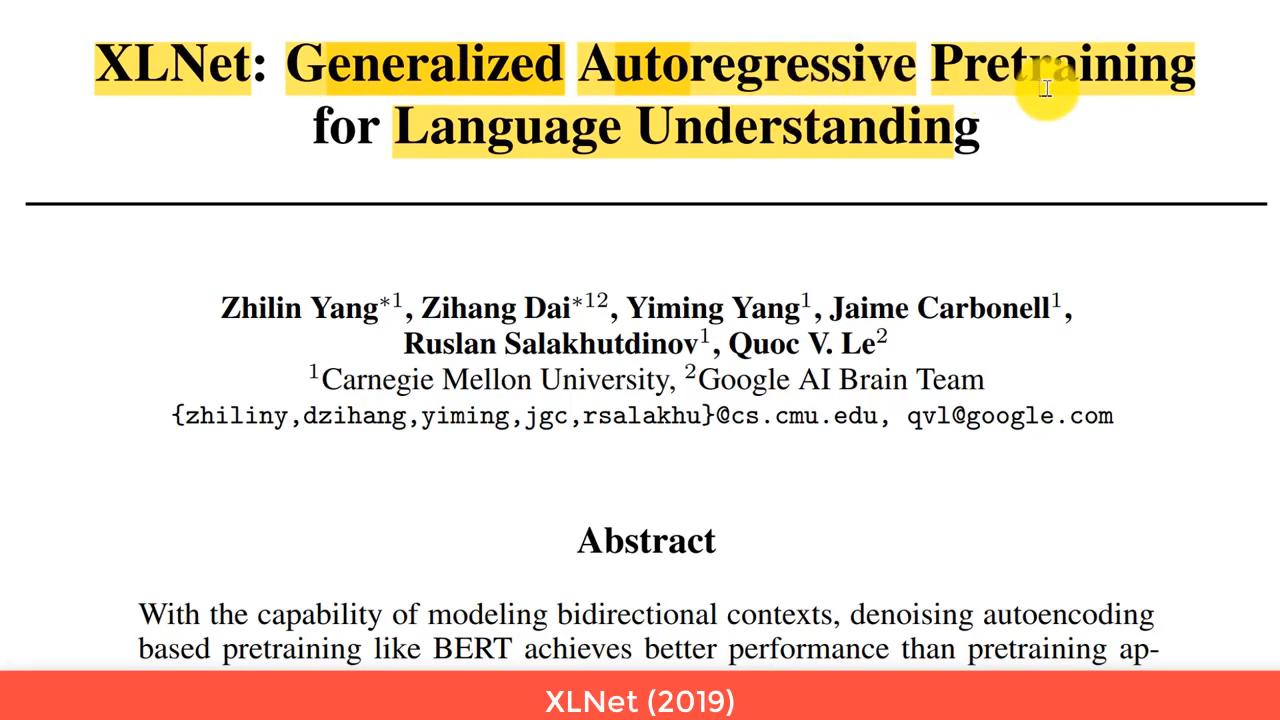 XLNet: Generalized Autoregressive Pretraining
for Language Understanding
Zhilin Yang∗1, Zihang Dai∗12, Yiming Yang1, Jaime Carbonell1,
Ruslan Salakhutdinov1, Quoc V. Le2
1Carnegie Mellon University, 2Google AI Brain Team
{zhiliny,dzihang,yiming,jgc,rsalakhu}@cs.cmu.edu, qvl@google.com
Abstract
With the capability of modeling bidirectional contexts, denoising autoencoding
based pretraining like BERT achieves better performance than pretraining ap-
XLNet (2019)